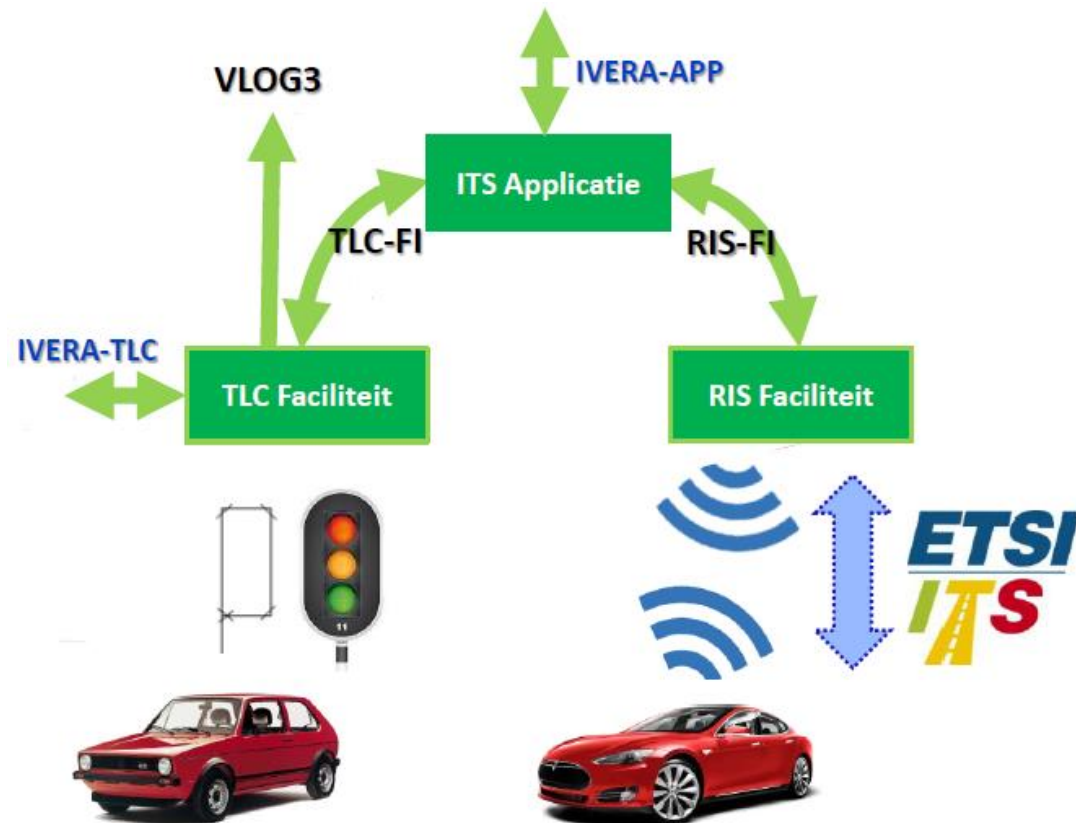 IVERA-APP
VLOG3
ITS Applicatie
TLC-FI
RIS-FI
IVERA-TLC
TLC Faciliteit
RIS Faciliteit
ETSI
ITS
11